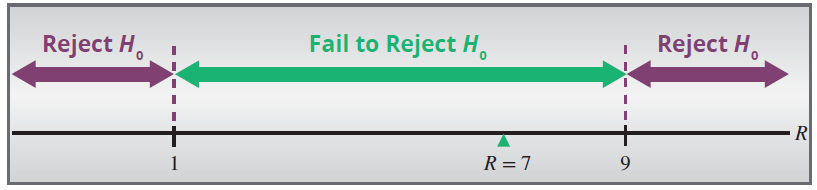 Reject H₀ Fail to Reject H₀ Reject H₀
R
1 R = 7 9